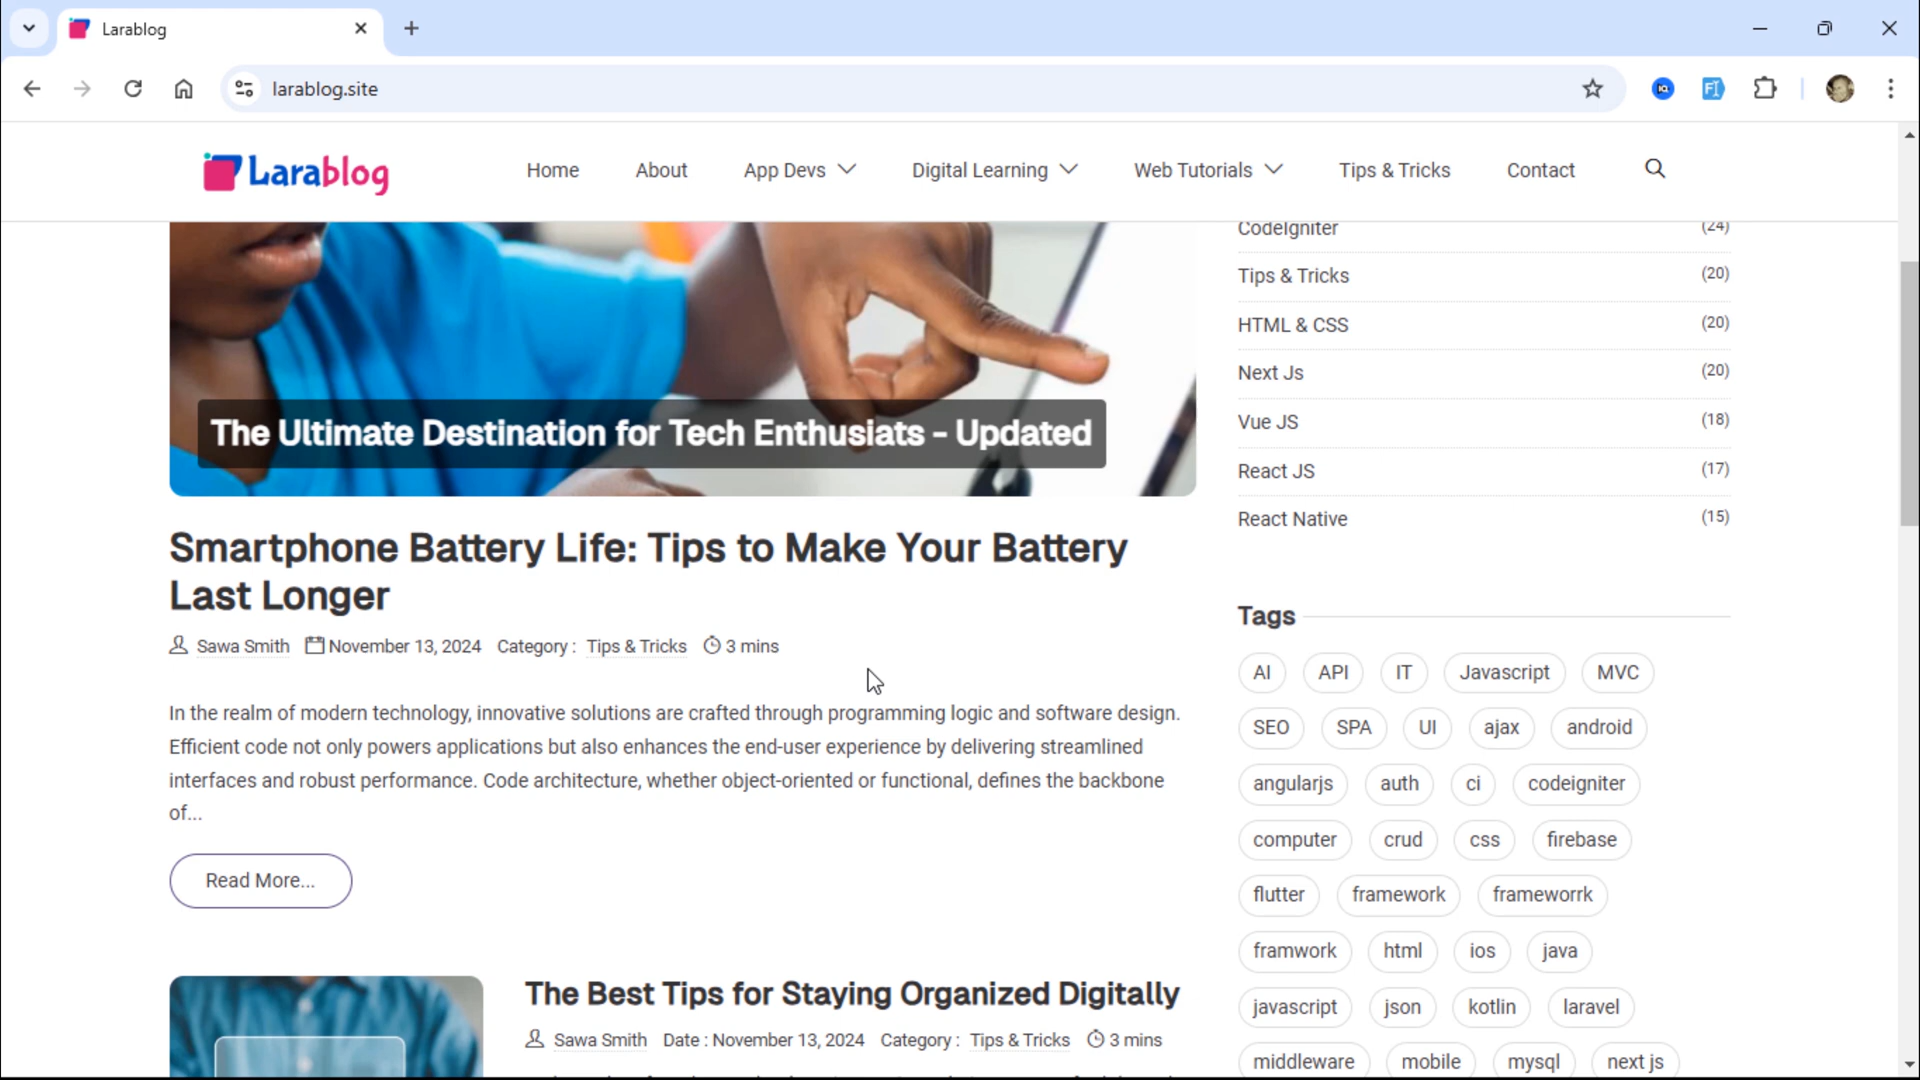 Larablog
larablog.site
Larablog
Home About App Devs Digital Learning Web Tutorials Tips & Tricks Contact
The Ultimate Destination for Tech Enthusiats - Updated
Smartphone Battery Life: Tips to Make Your Battery
Last Longer
Sawa Smith November 13, 2024 Category : Tips & Tricks 3 mins
In the realm of modern technology, innovative solutions are crafted through programming logic and software design.
Efficient code not only powers applications but also enhances the end-user experience by delivering streamlined
interfaces and robust performance. Code architecture, whether object-oriented or functional, defines the backbone
of...
Read More...
The Best Tips for Staying Organized Digitally
Sawa Smith Date : November 13, 2024 Category : Tips & Tricks 3 mins
CodeIgniter (24)
Tips & Tricks (20)
HTML & CSS (20)
Next Js (20)
Vue JS (18)
React JS (17)
React Native (15)
Tags
AI API IT Javascript MVC
SEO SPA UI ajax android
angularjs auth ci codeigniter
computer crud css firebase
flutter framework frameworrk
framwork html ios java
javascript json kotlin laravel
middleware mobile mysql next js